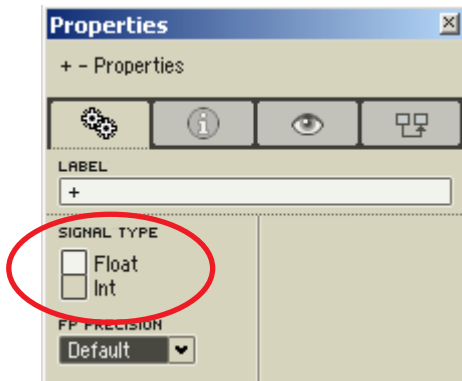 Properties
+ - Properties
LABEL
+
SIGNAL TYPE
Float
Int
FP PRECISION
Default